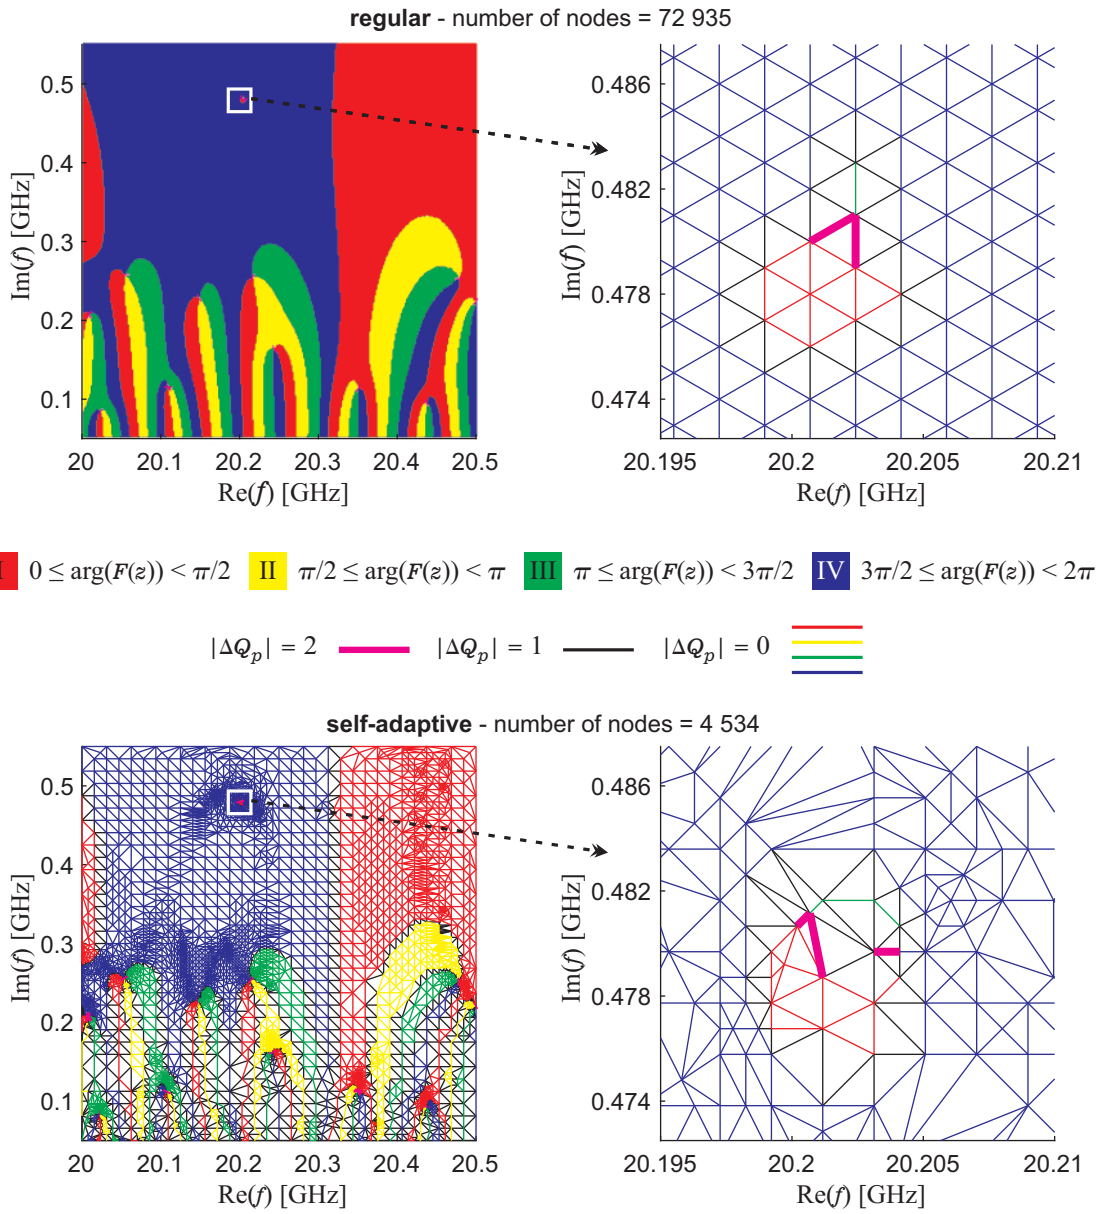 regular - number of nodes = 72 935
0.5
0.4
0.3
0.2
0.1
Im(f) [GHz]
20 20.1 20.2 20.3 20.4 20.5
Re(f) [GHz]
0.486
0.482
0.478
0.474
Im(f) [GHz]
20.195 20.2 20.205 20.21
Re(f) [GHz]
I 0 ≤ arg(F(z)) < π/2 II π/2 ≤ arg(F(z)) < π III π ≤ arg(F(z)) < 3π/2 IV 3π/2 ≤ arg(F(z)) < 2π
|ΔQp| = 2 |ΔQp| = 1 |ΔQp| = 0
self-adaptive - number of nodes = 4 534
0.5
0.4
0.3
0.2
0.1
Im(f) [GHz]
20 20.1 20.2 20.3 20.4 20.5
Re(f) [GHz]
0.486
0.482
0.478
0.474
Im(f) [GHz]
20.195 20.2 20.205 20.21
Re(f) [GHz]